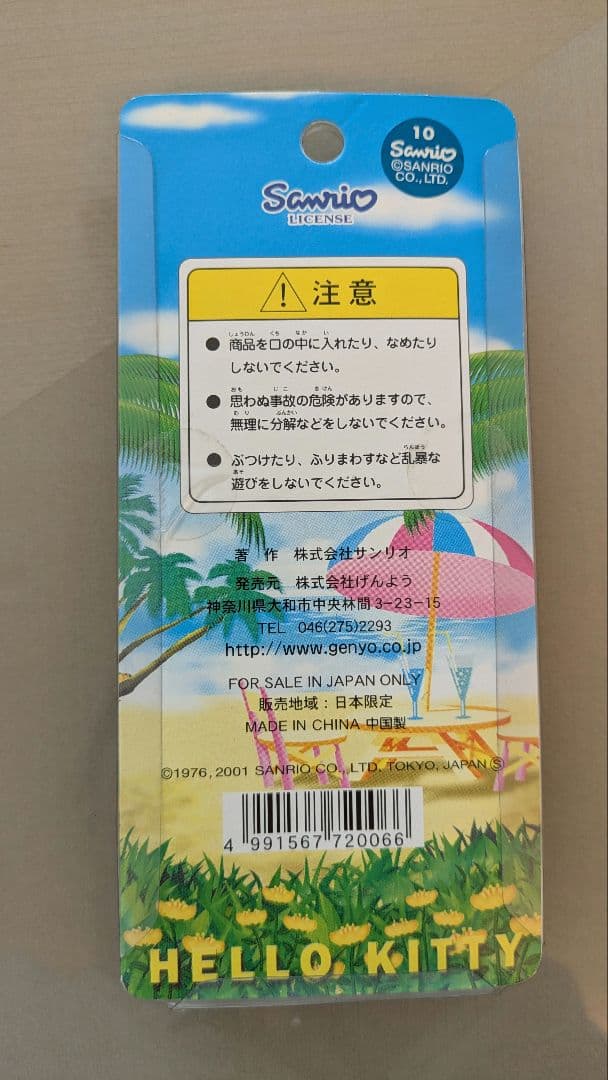 10
Sanrio
©SANRIO
CO., LTD.
Sanrio
LICENSE
注意
● 商品を口の中に入れたり、なめたり
しないでください。
● 思わぬ事故の危険がありますので、
無理に分解などをしないでください。
● ぶつけたり、ふりまわすなど乱暴な
遊びをしないでください。
著 作 株式会社サンリオ
発売元 株式会社げんよう
神奈川県大和市中央林間3-23-15
TEL 046(275)2293
http://www.genyo.co.jp
FOR SALE IN JAPAN ONLY
販売地域：日本限定
MADE IN CHINA 中国製
©1976, 2001 SANRIO CO., LTD. TOKYO, JAPAN Ⓢ
4 991567 720066
HELLO KITTY